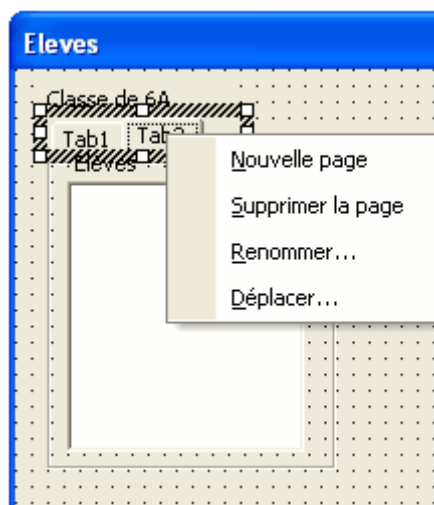 Eleves
Classe de 6A
Tab1
Eleves
Nouvelle page
Supprimer la page
Renommer...
Déplacer...